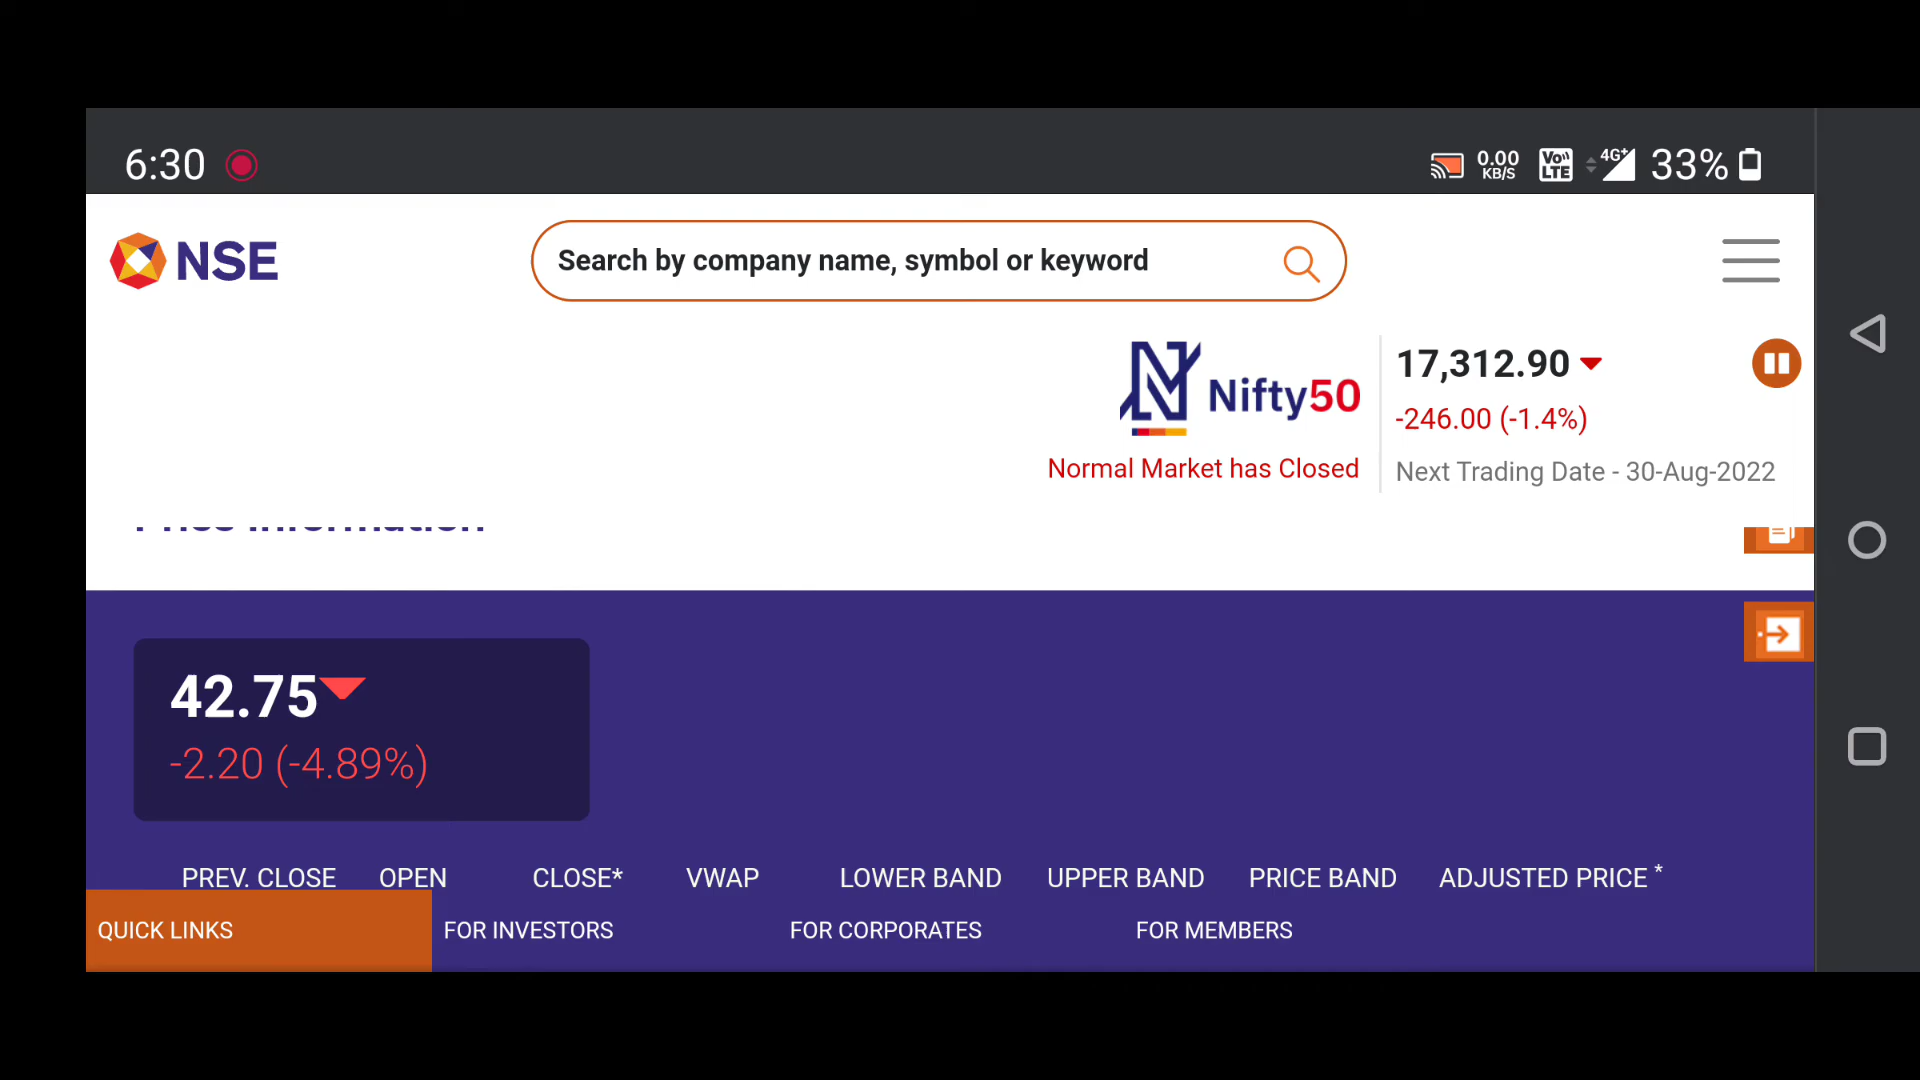 6:30
0.00
KB/S
Vo))
LTE
4G+
33%
NSE
Search by company name, symbol or keyword
Nifty50
17,312.90
-246.00 (-1.4%)
Normal Market has Closed
Next Trading Date - 30-Aug-2022
Price Information
42.75
-2.20 (-4.89%)
PREV. CLOSE OPEN CLOSE* VWAP LOWER BAND UPPER BAND PRICE BAND ADJUSTED PRICE *
QUICK LINKS FOR INVESTORS FOR CORPORATES FOR MEMBERS